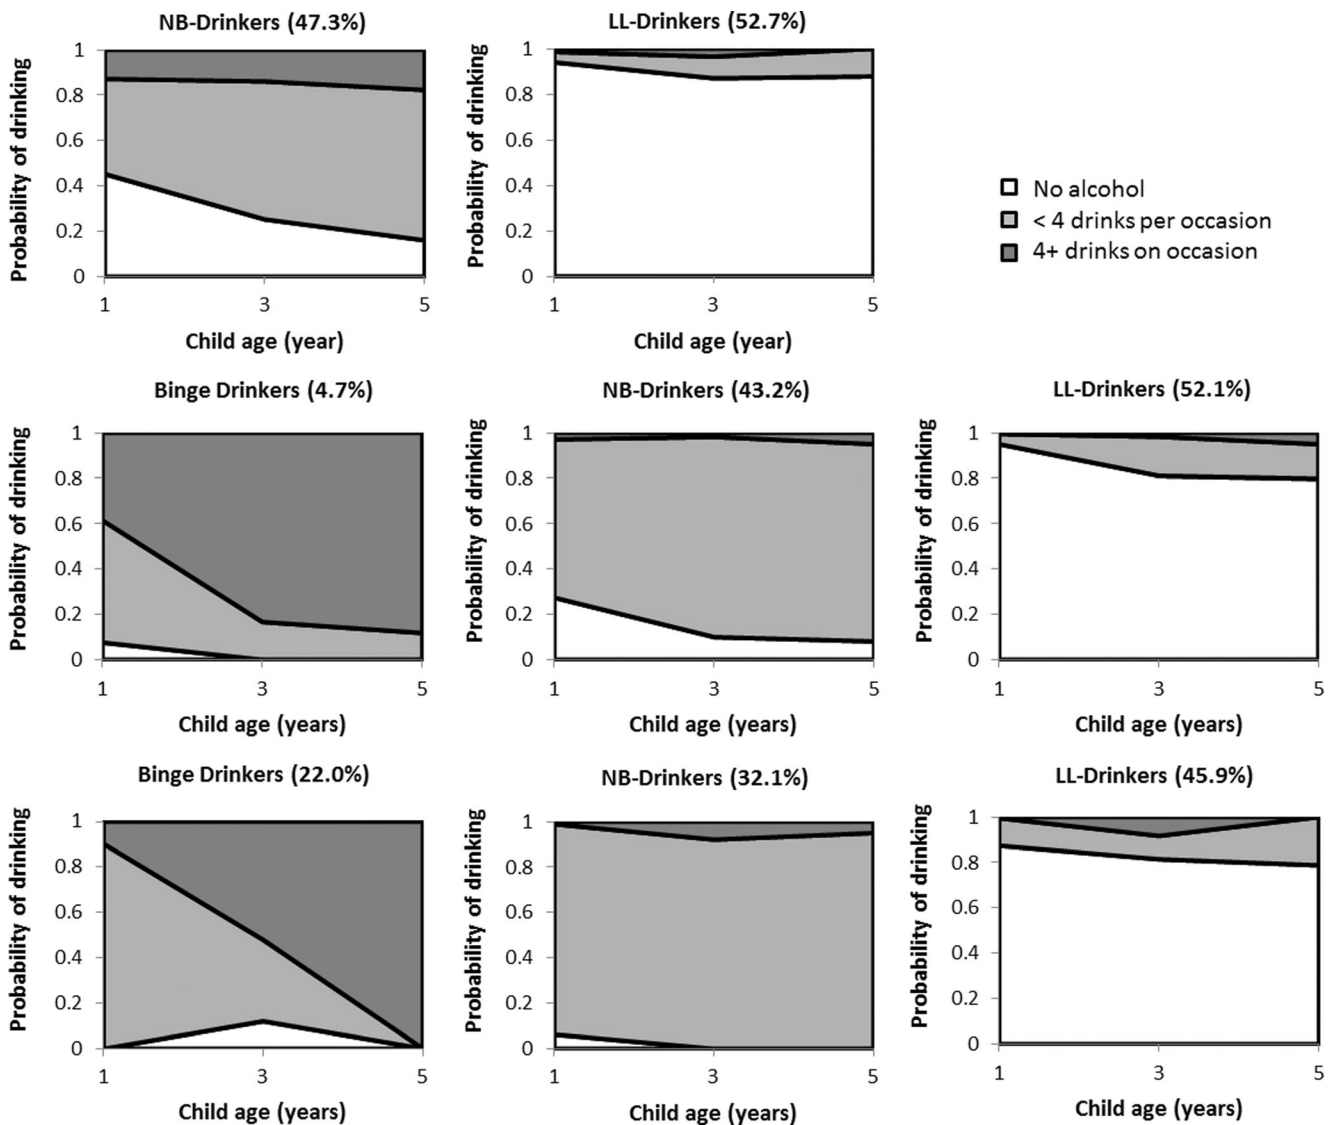 NB-Drinkers (47.3%)
Probability of drinking
1
0.8
0.6
0.4
0.2
0
1 3 5
Child age (year)
LL-Drinkers (52.7%)
Probability of drinking
1
0.8
0.6
0.4
0.2
0
1 3 5
Child age (year)
No alcohol
< 4 drinks per occasion
4+ drinks on occasion
Binge Drinkers (4.7%)
Probability of drinking
1
0.8
0.6
0.4
0.2
0
1 3 5
Child age (years)
NB-Drinkers (43.2%)
Probability of drinking
1
0.8
0.6
0.4
0.2
0
1 3 5
Child age (years)
LL-Drinkers (52.1%)
Probability of drinking
1
0.8
0.6
0.4
0.2
0
1 3 5
Child age (years)
Binge Drinkers (22.0%)
Probability of drinking
1
0.8
0.6
0.4
0.2
0
1 3 5
Child age (years)
NB-Drinkers (32.1%)
Probability of drinking
1
0.8
0.6
0.4
0.2
0
1 3 5
Child age (years)
LL-Drinkers (45.9%)
Probability of drinking
1
0.8
0.6
0.4
0.2
0
1 3 5
Child age (years)